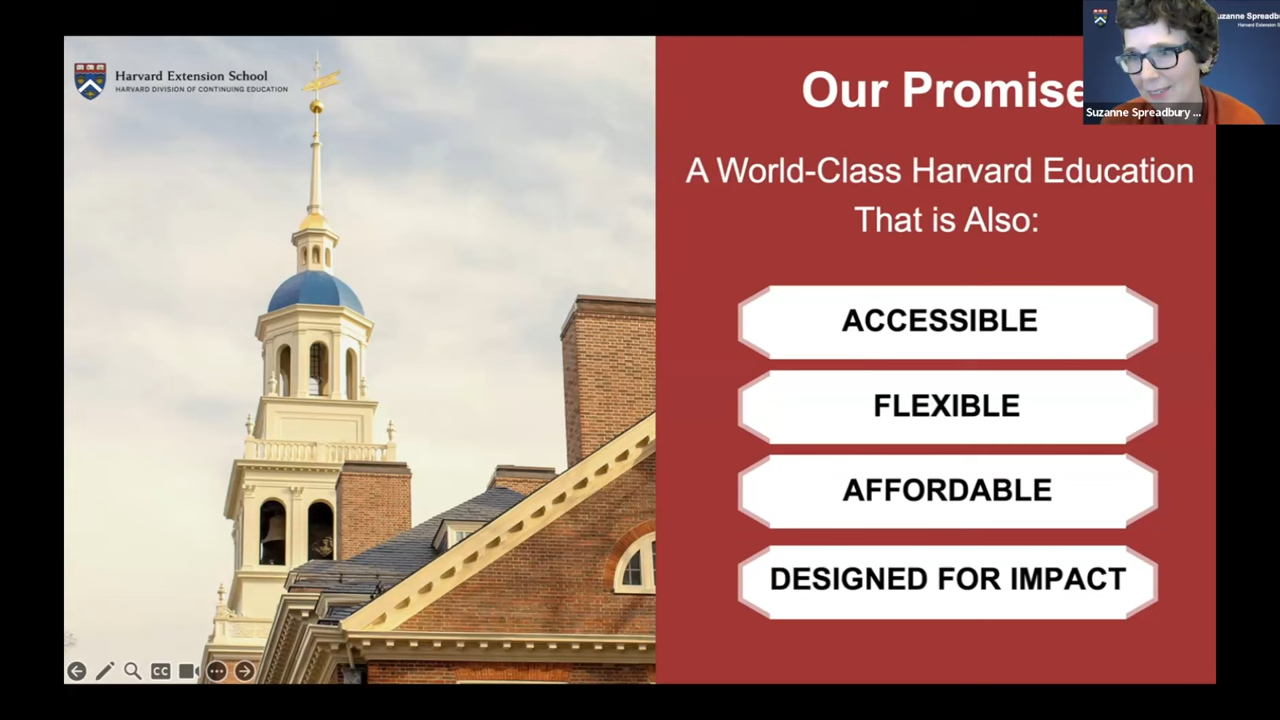 Harvard Extension School
HARVARD DIVISION OF CONTINUING EDUCATION
Our Promise
A World-Class Harvard Education
That is Also:
ACCESSIBLE
FLEXIBLE
AFFORDABLE
DESIGNED FOR IMPACT
Suzanne Spreadbury ...
CC